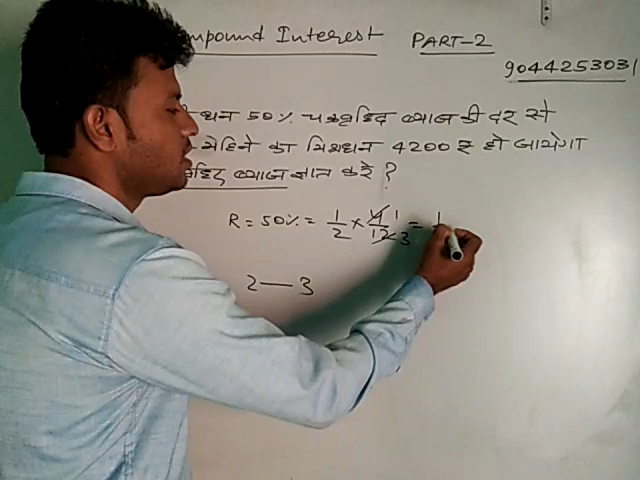 mpound Interest PART-2
9044253031
धन 50% चक्रवृद्धि ब्याज की दर से
महिने का मिश्रधन 4200 रु हो जायेगा
ब्याज ज्ञात करे ?
R = 50% = 1/2 × 4/12 1 3 = 1
2 — 3